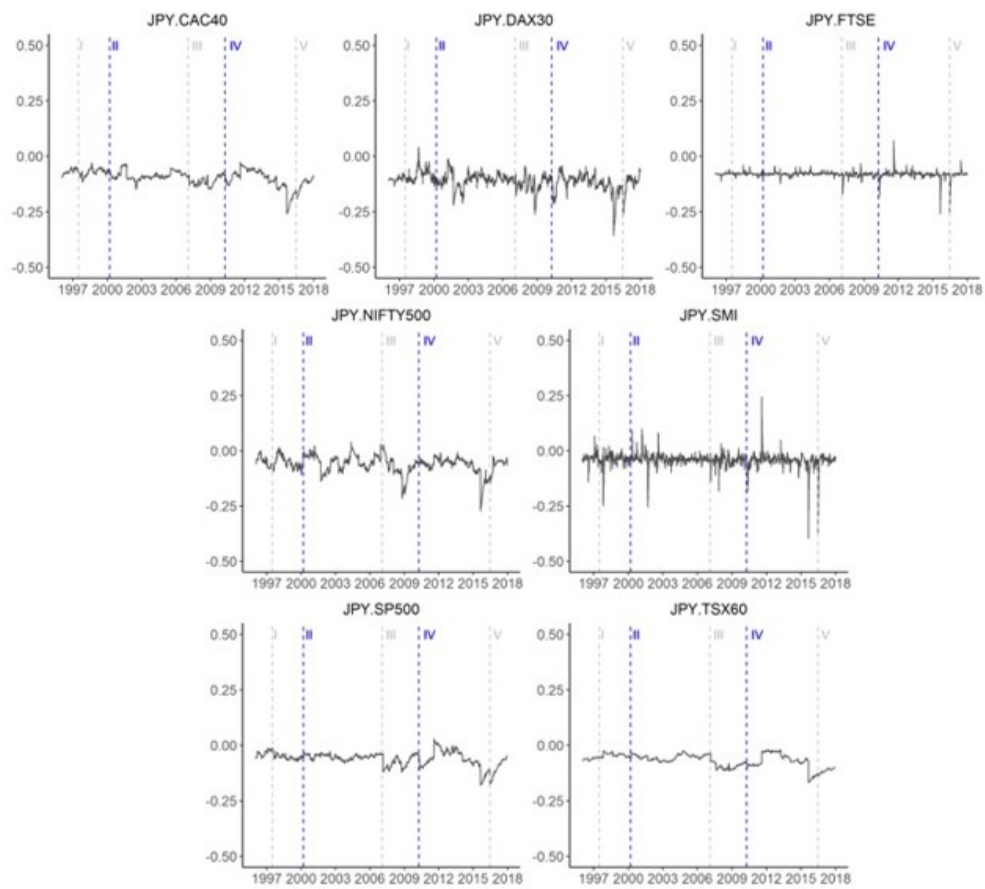 JPY.CAC40
0.50
0.25
0.00
-0.25
-0.50
I
II
III
IV
V
1997 2000 2003 2006 2009 2012 2015 2018
JPY.DAX30
0.50
0.25
0.00
-0.25
-0.50
I
II
III
IV
V
1997 2000 2003 2006 2009 2012 2015 2018
JPY.FTSE
0.50
0.25
0.00
-0.25
-0.50
I
II
III
IV
V
1997 2000 2003 2006 2009 2012 2015 2018
JPY.NIFTY500
0.50
0.25
0.00
-0.25
-0.50
I
II
III
IV
V
1997 2000 2003 2006 2009 2012 2015 2018
JPY.SMI
0.50
0.25
0.00
-0.25
-0.50
I
II
III
IV
V
1997 2000 2003 2006 2009 2012 2015 2018
JPY.SP500
0.50
0.25
0.00
-0.25
-0.50
I
II
III
IV
V
1997 2000 2003 2006 2009 2012 2015 2018
JPY.TSX60
0.50
0.25
0.00
-0.25
-0.50
I
II
III
IV
V
1997 2000 2003 2006 2009 2012 2015 2018